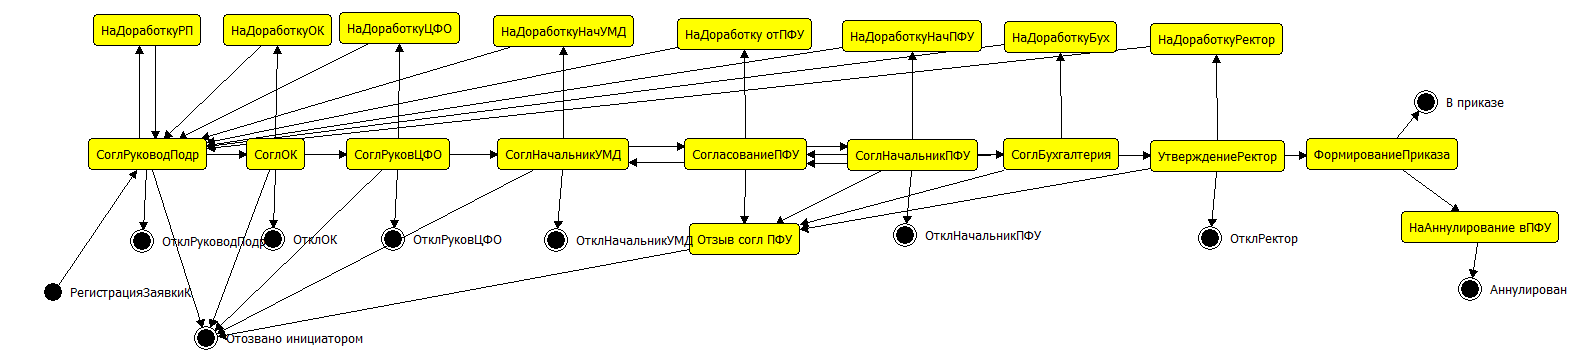 НаДоработкуРП
НаДоработкуОК
НаДоработкуЦФО
НаДоработкуНачУМД
НаДоработку отПФУ
НаДоработкуНачПФУ
НаДоработкуБух
НаДоработкуРектор
В приказе
СоглРуководПодр
СоглОК
СоглРуковЦФО
СоглНачальникУМД
СогласованиеПФУ
СоглНачальникПФУ
СоглБухгалтерия
УтверждениеРектор
ФормированиеПриказа
ОтклРуководПодр
ОтклОК
ОтклРуковЦФО
ОтклНачальникУМД
Отзыв согл ПФУ
ОтклНачальникПФУ
ОтклРектор
НаАннулирование вПФУ
РегистрацияЗаявкиК
Аннулирован
Отозвано инициатором